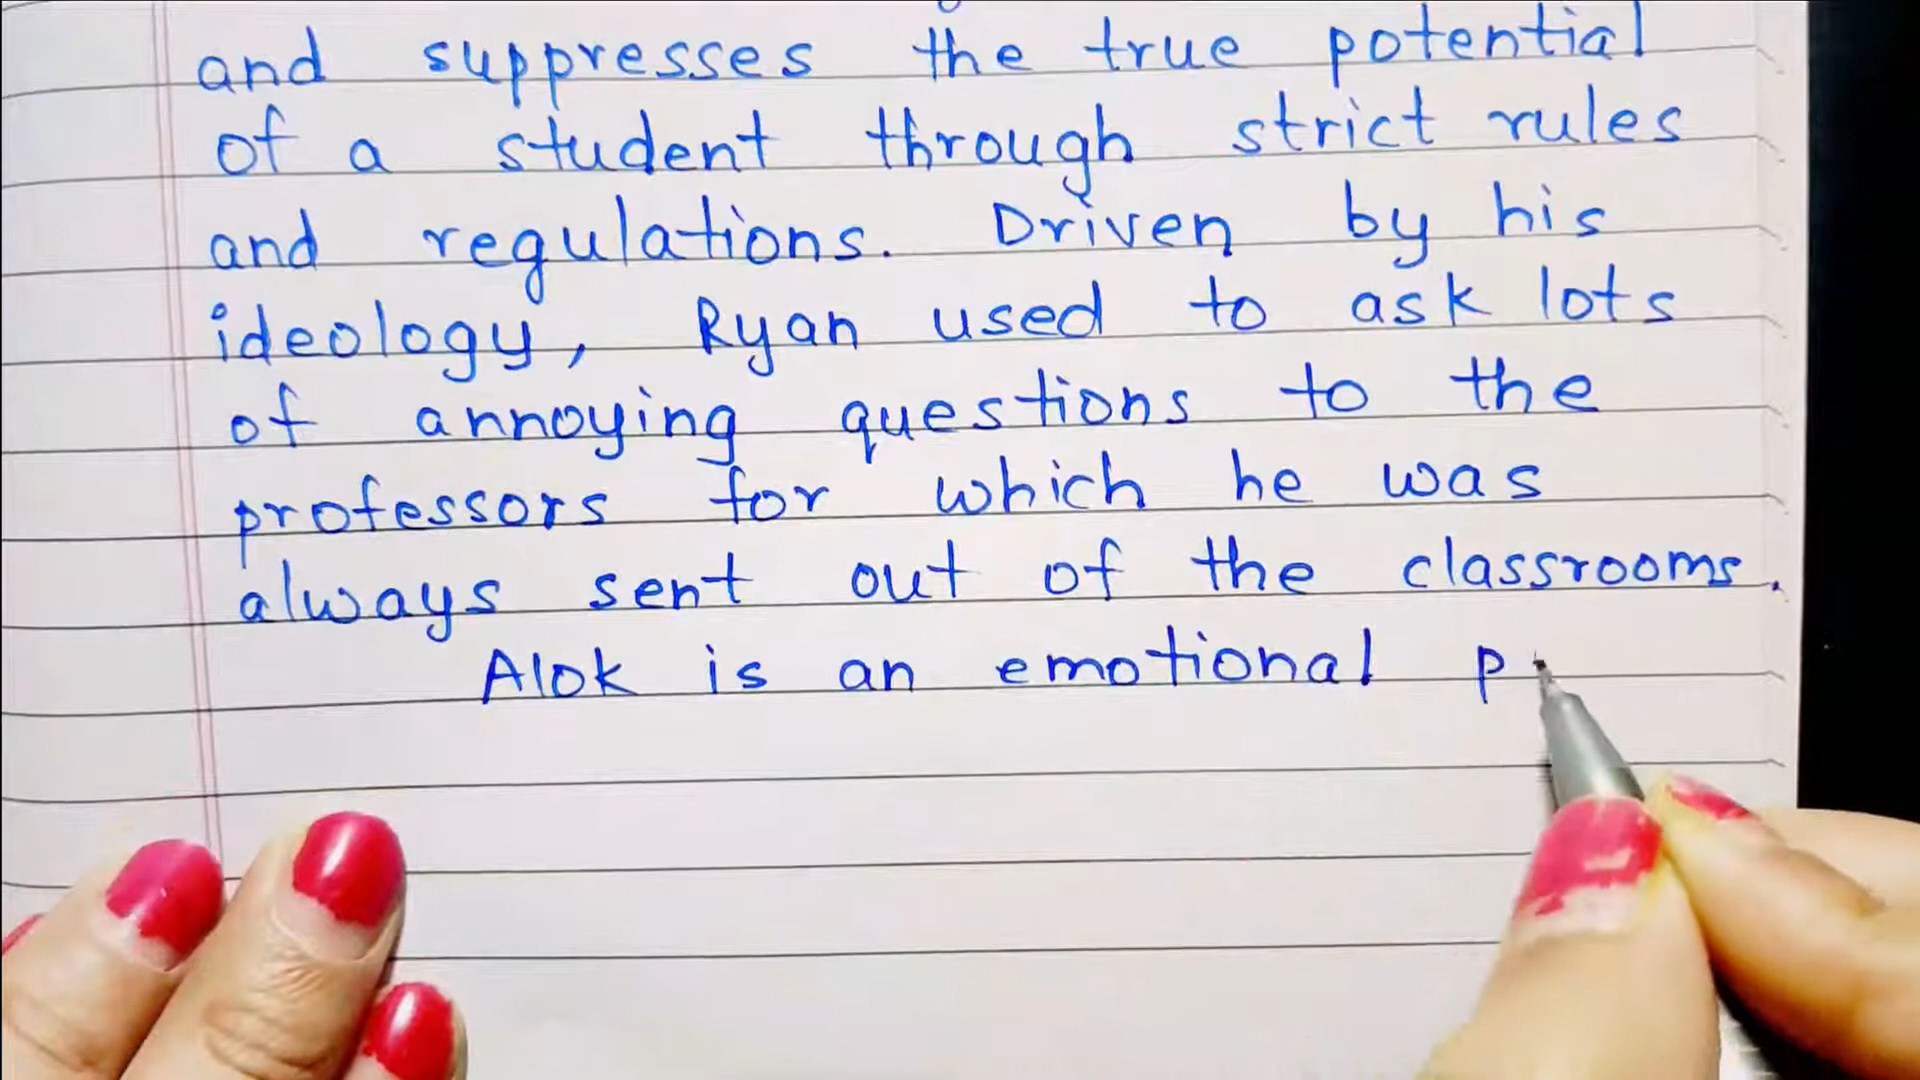 and suppresses the true potential
of a student through strict rules
and regulations. Driven by his
ideology, Ryan used to ask lots
of annoying questions to the
professors for which he was
always sent out of the classrooms.
Alok is an emotional p